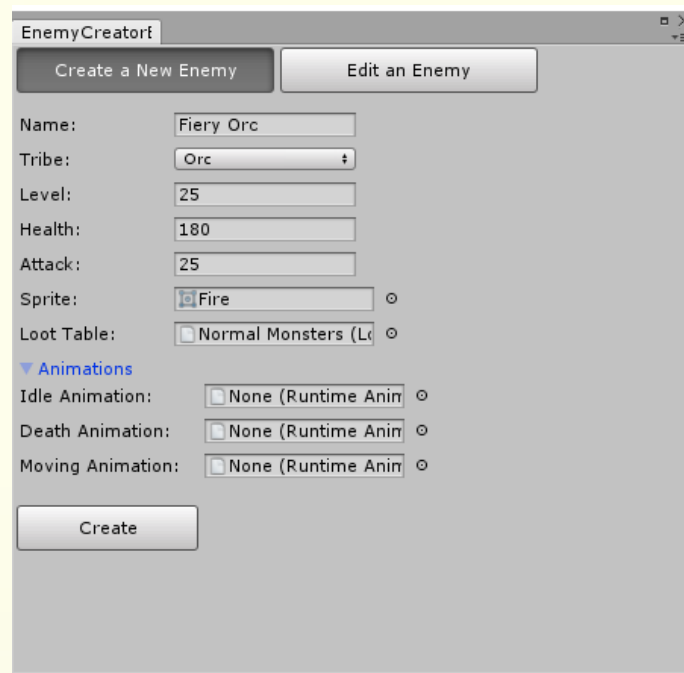 EnemyCreatorE
Create a New Enemy Edit an Enemy
Name: Fiery Orc
Tribe: Orc
Level: 25
Health: 180
Attack: 25
Sprite: Fire
Loot Table: Normal Monsters (Lo
Animations
Idle Animation: None (Runtime Anim
Death Animation: None (Runtime Anim
Moving Animation: None (Runtime Anim
Create